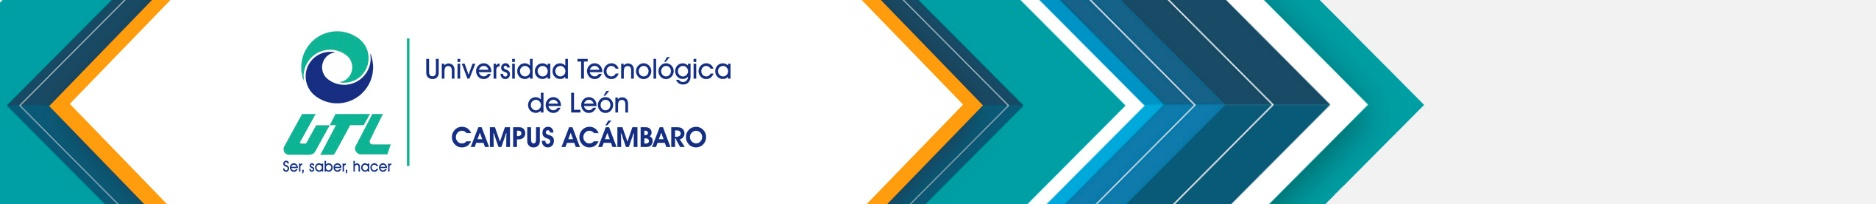 UTL
Ser, saber, hacer
Universidad Tecnológica
de León
CAMPUS ACÁMBARO